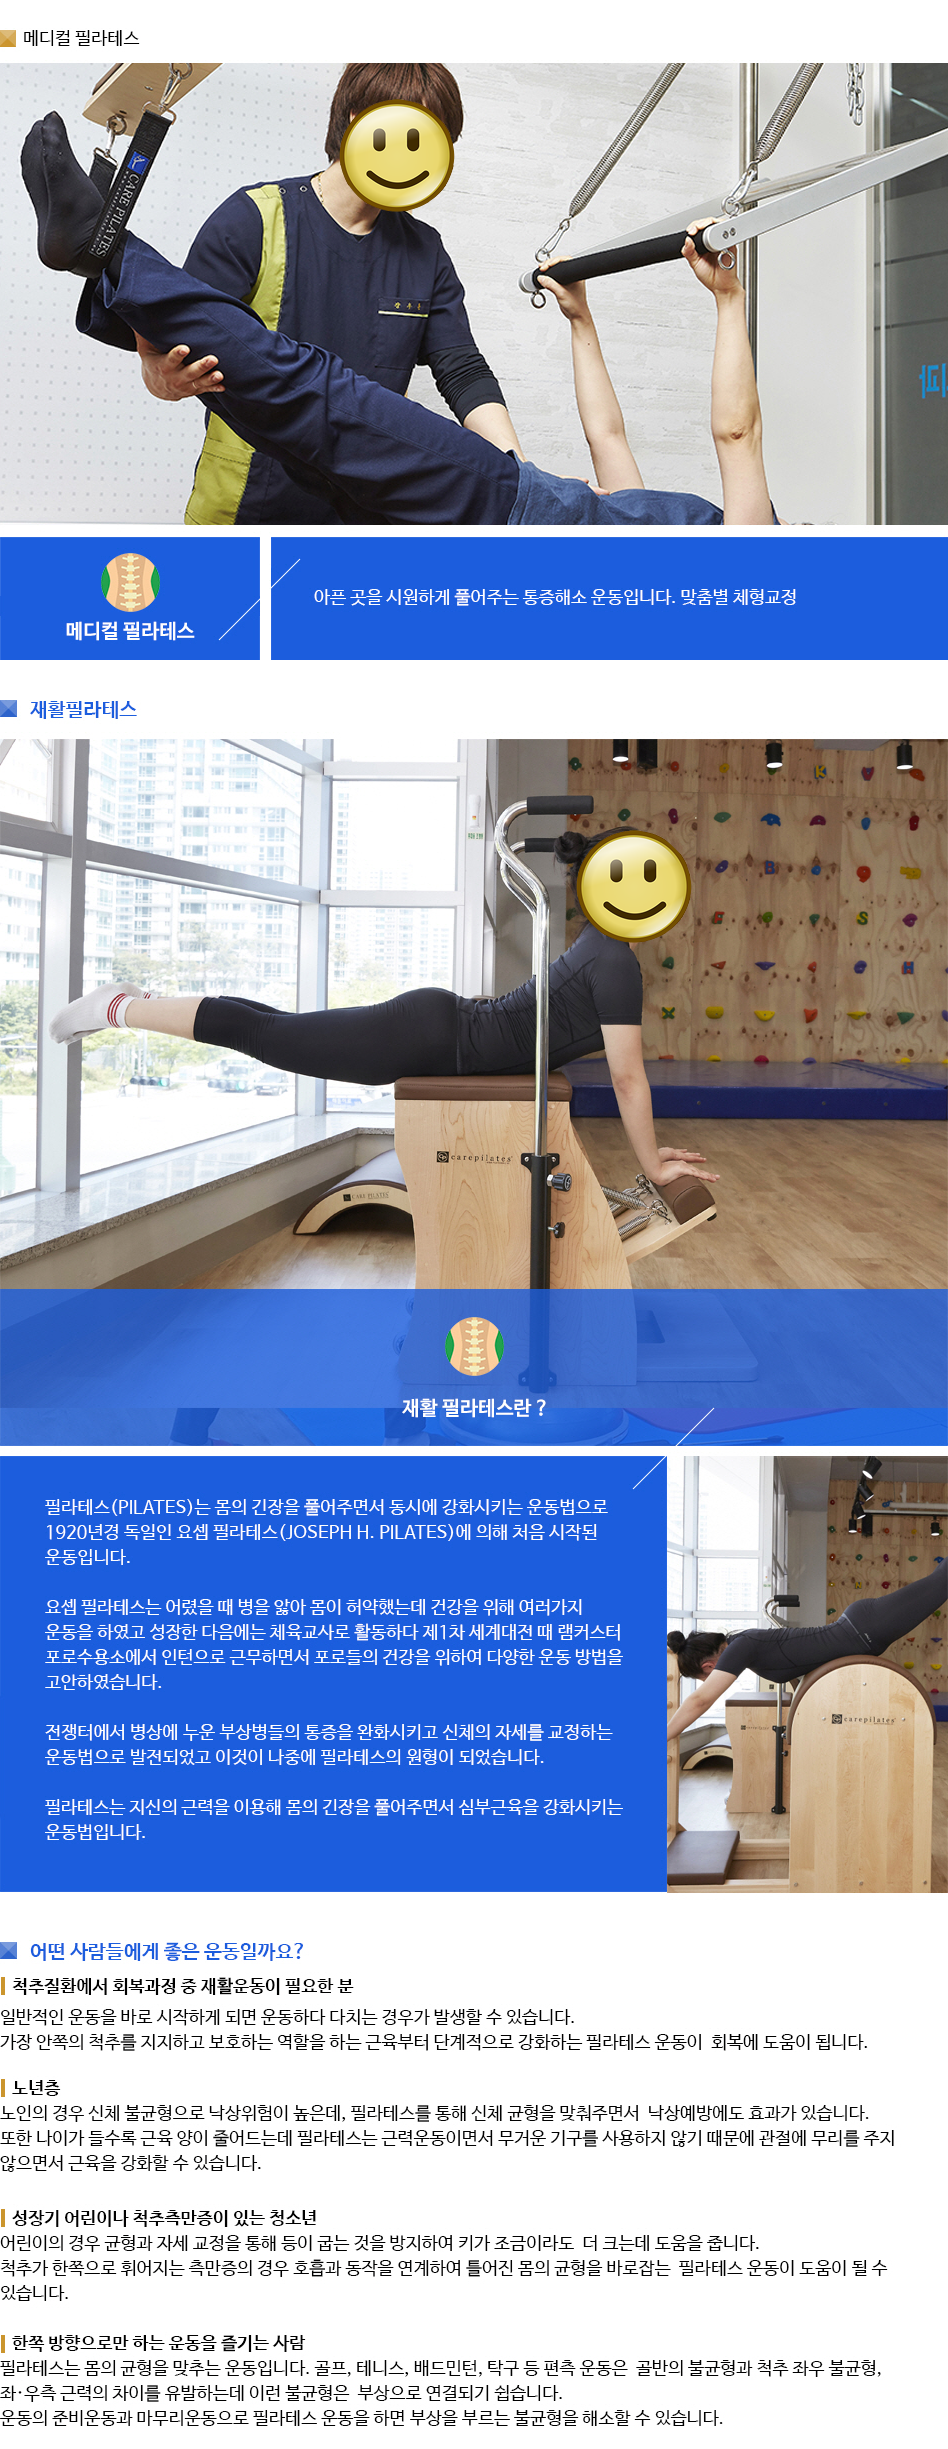 메디컬 필라테스
CARE PILATES
메디컬 필라테스
아픈 곳을 시원하게 풀어주는 통증해소 운동입니다. 맞춤별 체형교정
재활필라테스
carepilates
CARE PILATES
재활 필라테스란 ?
필라테스(PILATES)는 몸의 긴장을 풀어주면서 동시에 강화시키는 운동법으로
1920년경 독일인 요셉 필라테스(JOSEPH H. PILATES)에 의해 처음 시작된
운동입니다.
요셉 필라테스는 어렸을 때 병을 앓아 몸이 허약했는데 건강을 위해 여러가지
운동을 하였고 성장한 다음에는 체육교사로 활동하다 제1차 세계대전 때 램커스터
포로수용소에서 인턴으로 근무하면서 포로들의 건강을 위하여 다양한 운동 방법을
고안하였습니다.
전쟁터에서 병상에 누운 부상병들의 통증을 완화시키고 신체의 자세를 교정하는
운동법으로 발전되었고 이것이 나중에 필라테스의 원형이 되었습니다.
필라테스는 자신의 근력을 이용해 몸의 긴장을 풀어주면서 심부근육을 강화시키는
운동법입니다.
carepilates
어떤 사람들에게 좋은 운동일까요?
척추질환에서 회복과정 중 재활운동이 필요한 분
일반적인 운동을 바로 시작하게 되면 운동하다 다치는 경우가 발생할 수 있습니다.
가장 안쪽의 척추를 지지하고 보호하는 역할을 하는 근육부터 단계적으로 강화하는 필라테스 운동이 회복에 도움이 됩니다.
노년층
노인의 경우 신체 불균형으로 낙상위험이 높은데, 필라테스를 통해 신체 균형을 맞춰주면서 낙상예방에도 효과가 있습니다.
또한 나이가 들수록 근육 양이 줄어드는데 필라테스는 근력운동이면서 무거운 기구를 사용하지 않기 때문에 관절에 무리를 주지
않으면서 근육을 강화할 수 있습니다.
성장기 어린이나 척추측만증이 있는 청소년
어린이의 경우 균형과 자세 교정을 통해 등이 굽는 것을 방지하여 키가 조금이라도 더 크는데 도움을 줍니다.
척추가 한쪽으로 휘어지는 측만증의 경우 호흡과 동작을 연계하여 틀어진 몸의 균형을 바로잡는 필라테스 운동이 도움이 될 수
있습니다.
한쪽 방향으로만 하는 운동을 즐기는 사람
필라테스는 몸의 균형을 맞추는 운동입니다. 골프, 테니스, 배드민턴, 탁구 등 편측 운동은 골반의 불균형과 척추 좌우 불균형,
좌·우측 근력의 차이를 유발하는데 이런 불균형은 부상으로 연결되기 쉽습니다.
운동의 준비운동과 마무리운동으로 필라테스 운동을 하면 부상을 부르는 불균형을 해소할 수 있습니다.